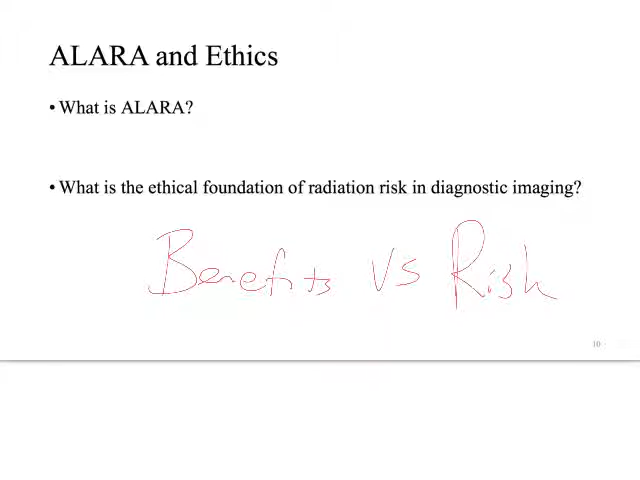 ALARA and Ethics
• What is ALARA?
• What is the ethical foundation of radiation risk in diagnostic imaging?
Benefits vs Risk
10